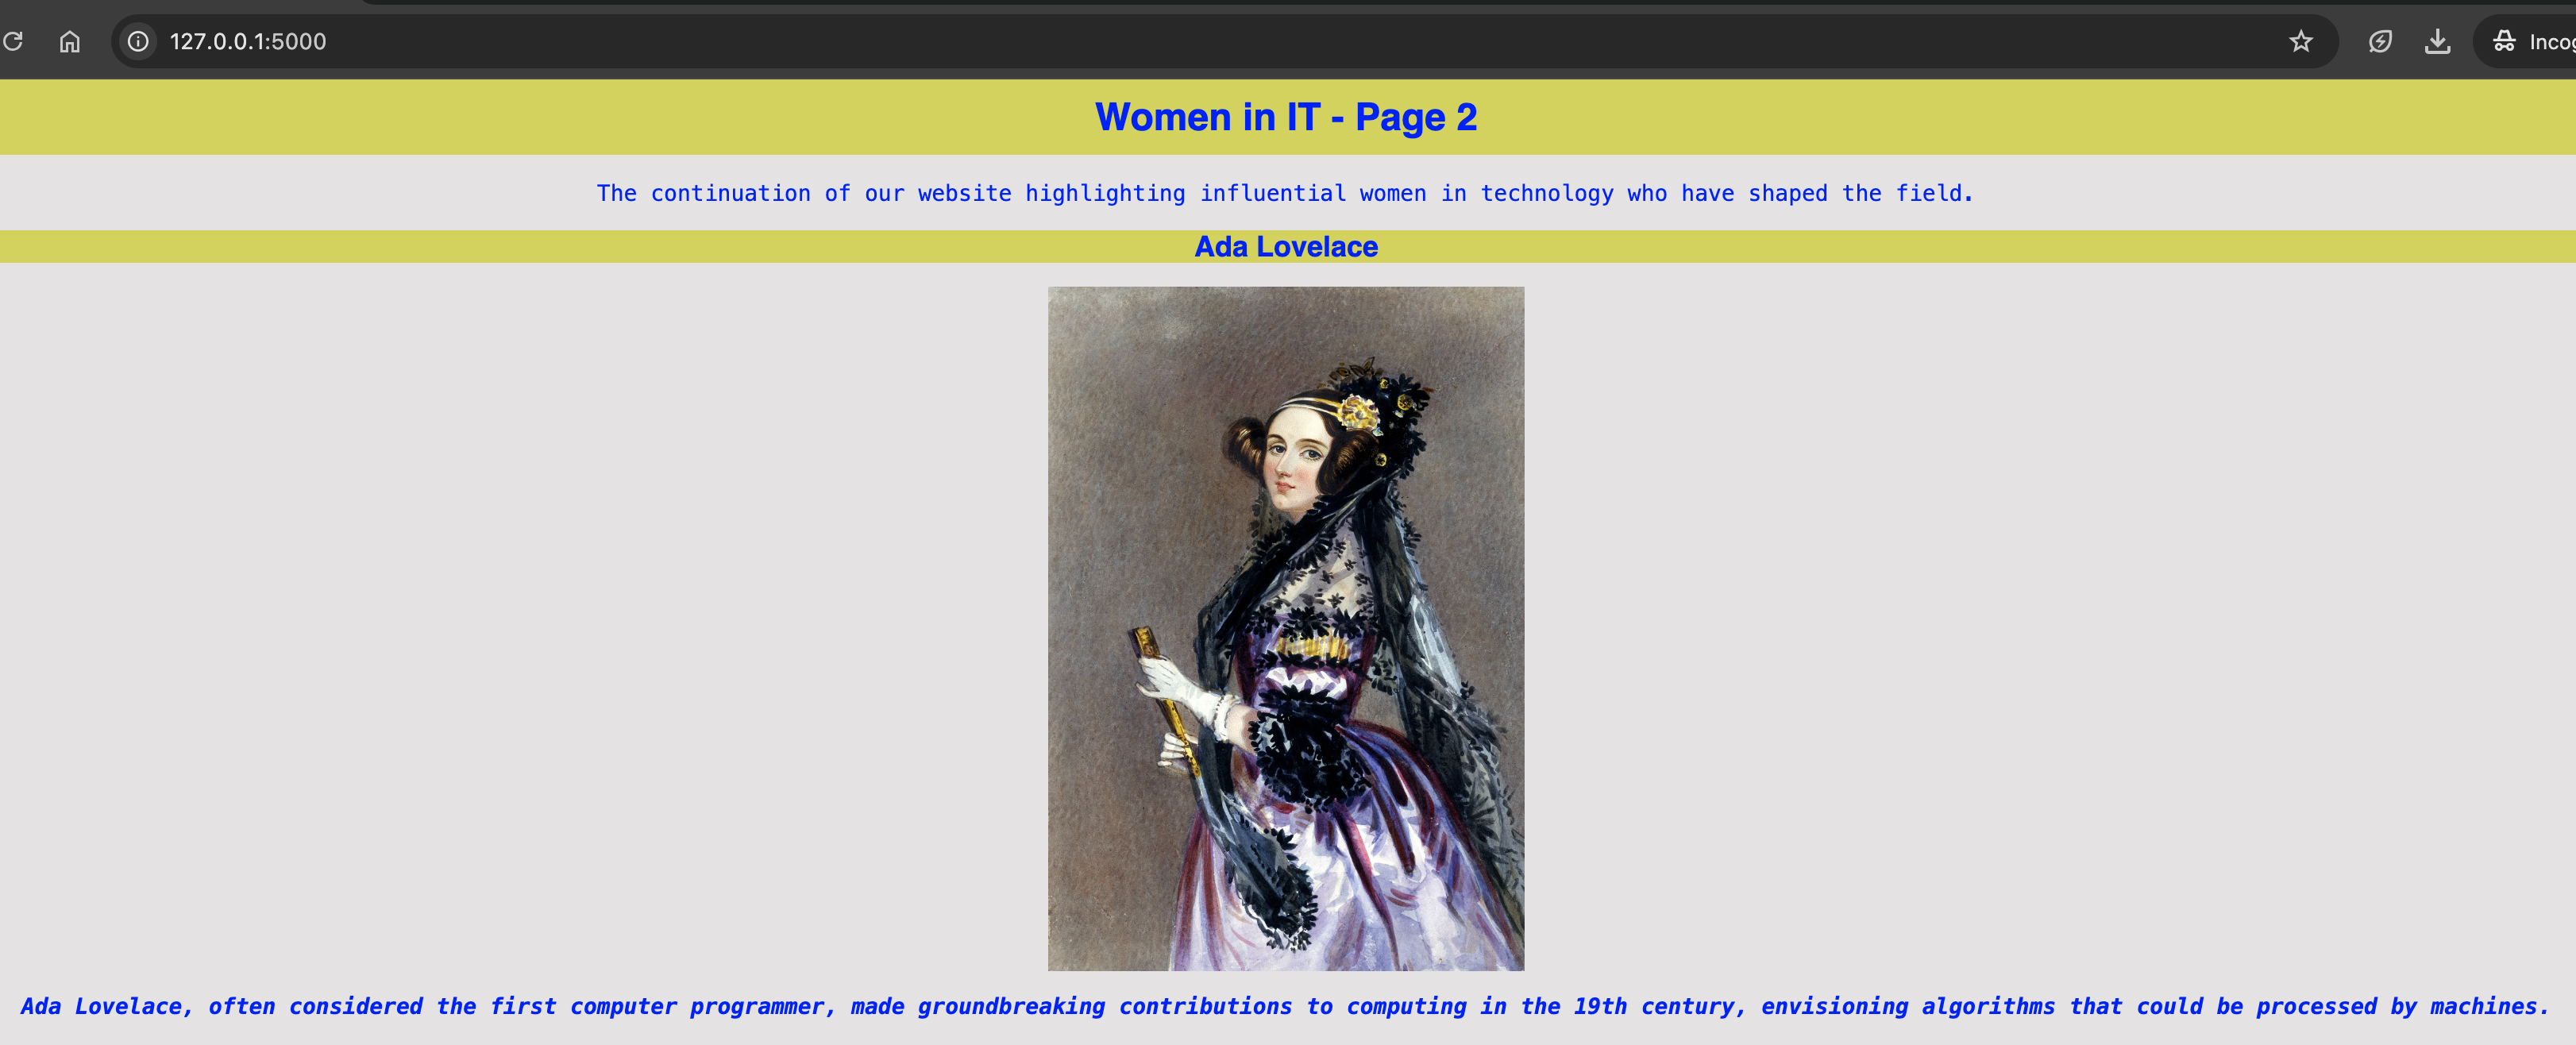 127.0.0.1:5000
Women in IT - Page 2
The continuation of our website highlighting influential women in technology who have shaped the field.
Ada Lovelace
Ada Lovelace, often considered the first computer programmer, made groundbreaking contributions to computing in the 19th century, envisioning algorithms that could be processed by machines.